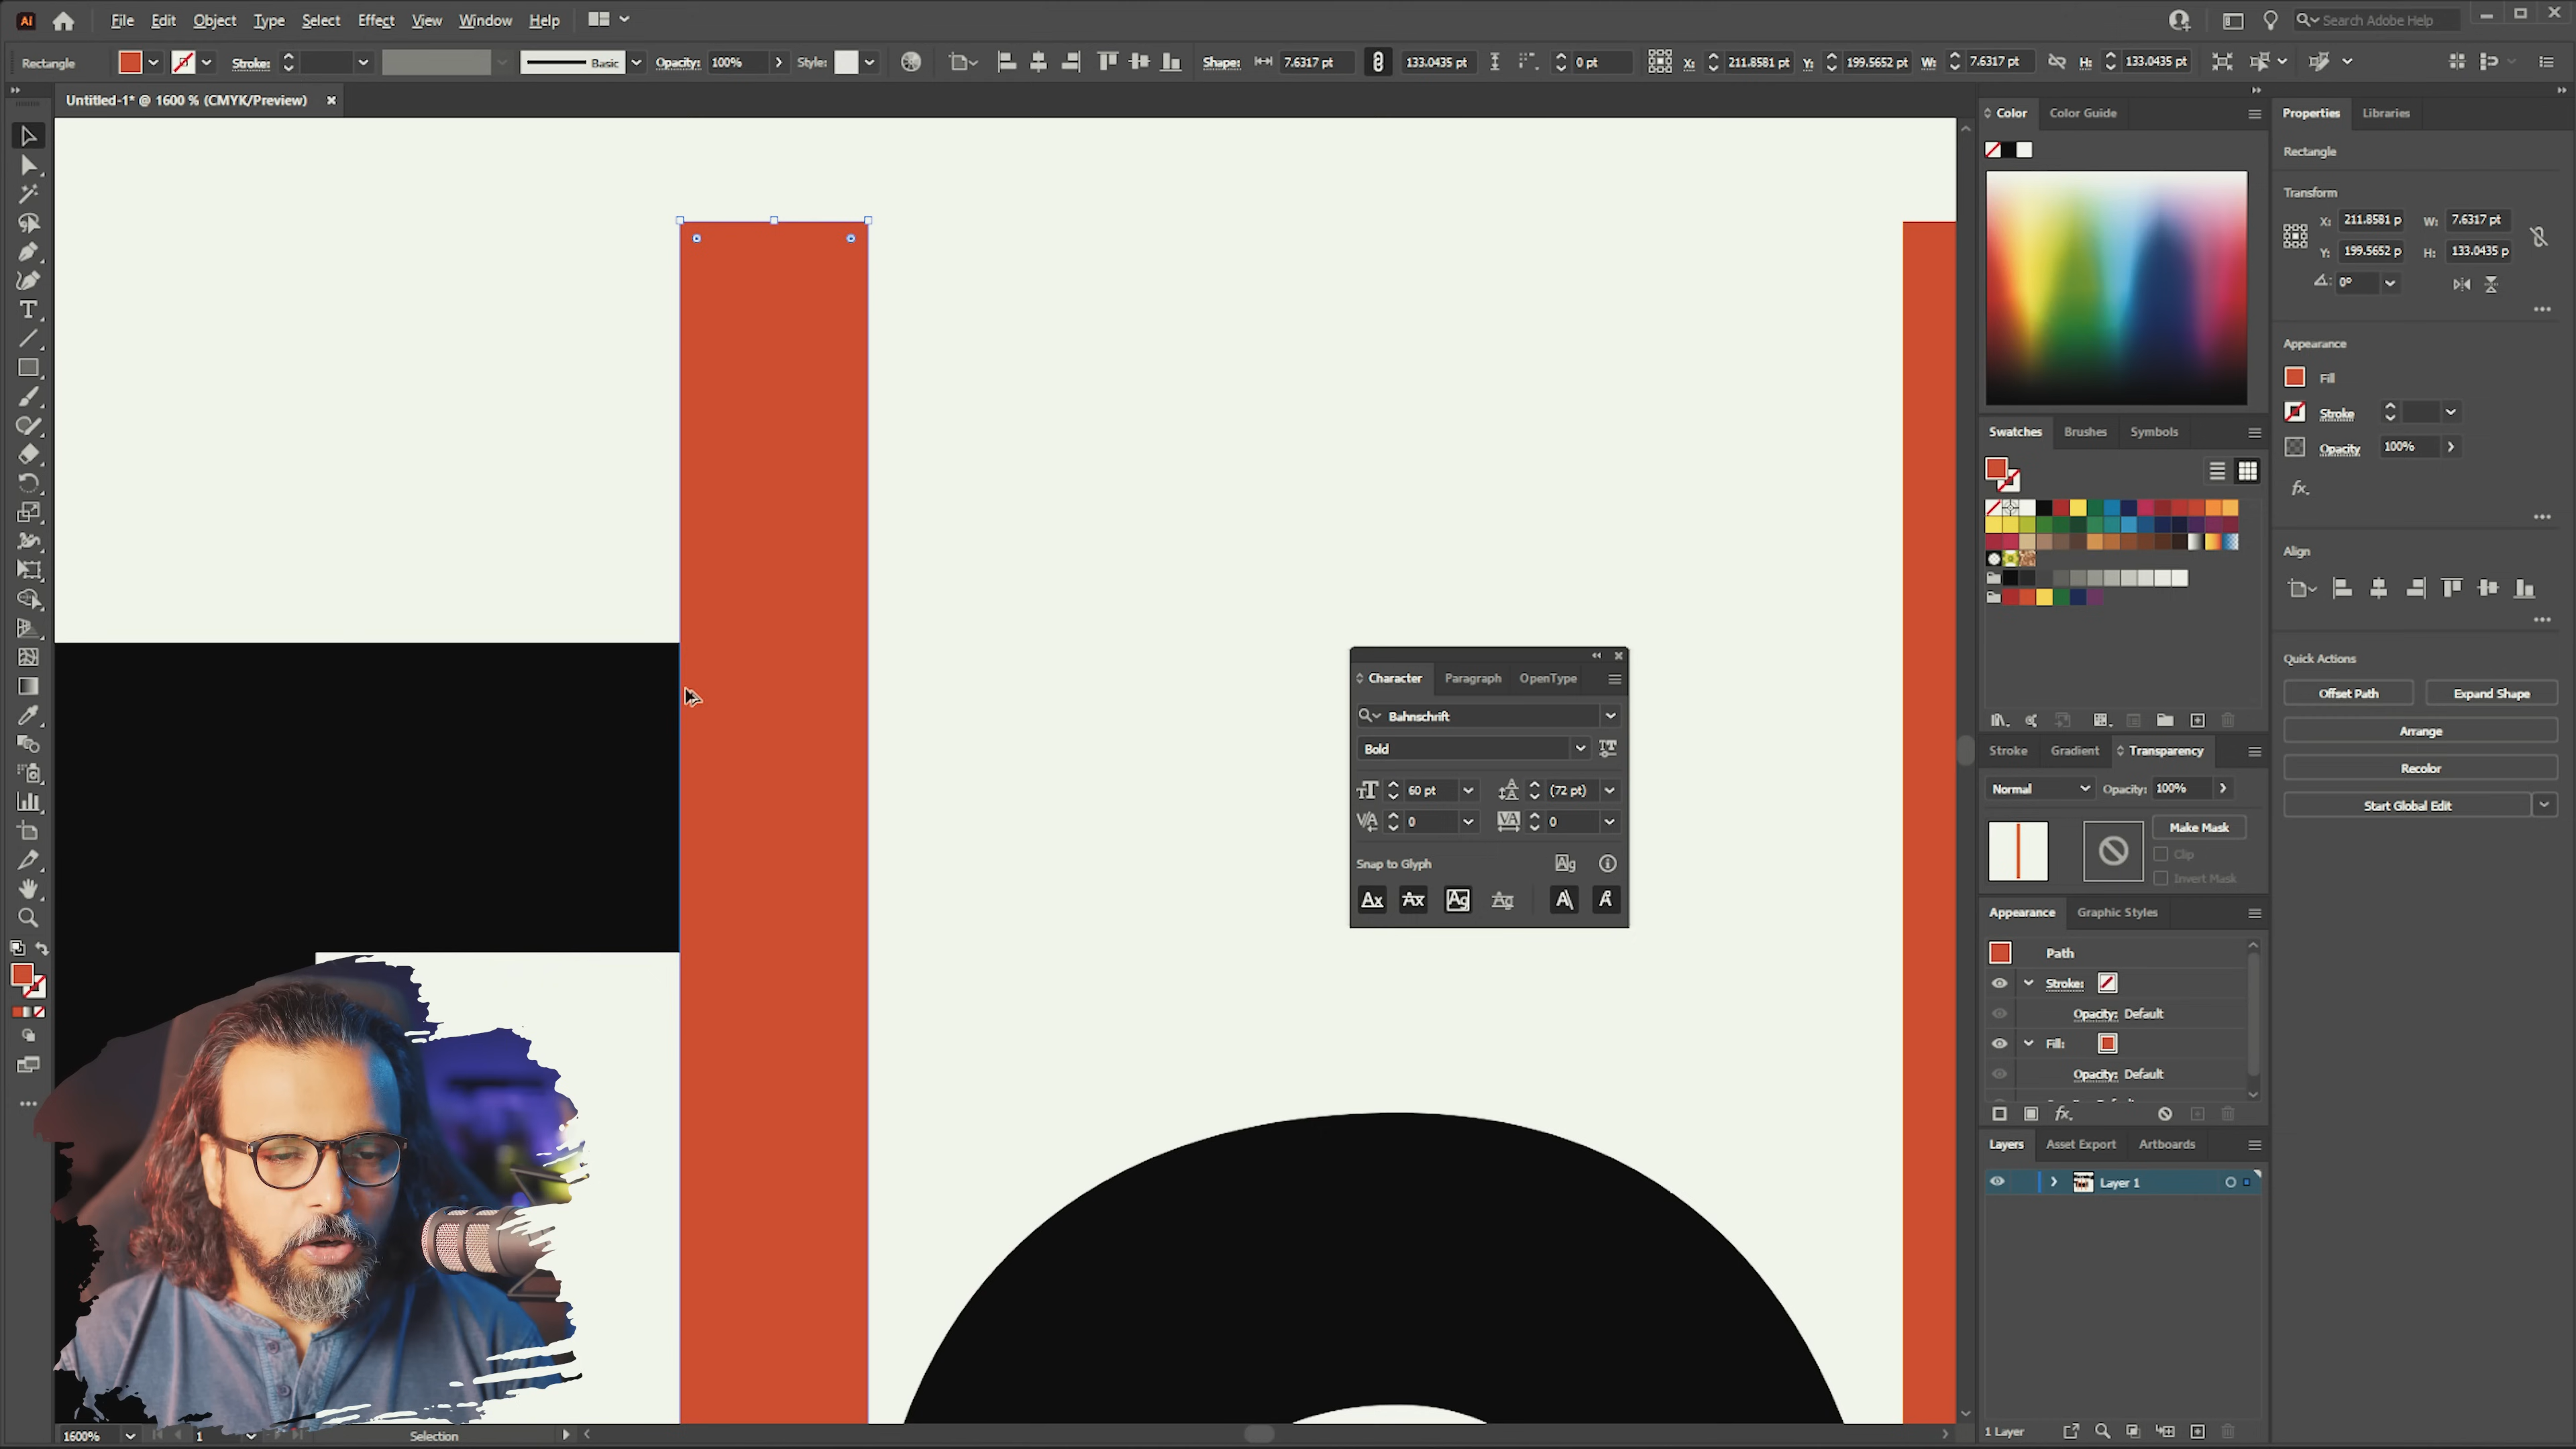 Ai File Edit Object Type Select Effect View Window Help Search Adobe Help
Rectangle Stroke: Basic Opacity: 100% Style: Shape: 7.6317 pt 133.0435 pt 0 pt X: 211.8581 pt Y: 199.5652 pt W: 7.6317 pt H: 133.0435 pt
Untitled-1* @ 1600 % (CMYK/Preview)
Color Color Guide
Properties Libraries
Rectangle
Transform
X: 211.8581 p W: 7.6317 pt
Y: 199.5652 p H: 133.0435 p
0°
Appearance
Fill
Stroke
Opacity 100%
fx.
Align
Quick Actions
Offset Path Expand Shape
Arrange
Recolor
Start Global Edit
Swatches Brushes Symbols
Stroke Gradient Transparency
Normal Opacity: 100%
Make Mask
Clip
Invert Mask
Appearance Graphic Styles
Path
Stroke:
Opacity: Default
Fill:
Opacity: Default
fx.
Layers Asset Export Artboards
Layer 1
1 Layer
Character Paragraph OpenType
Bahnschrift
Bold
60 pt (72 pt)
0 0
Snap to Glyph
1600% 1 Selection